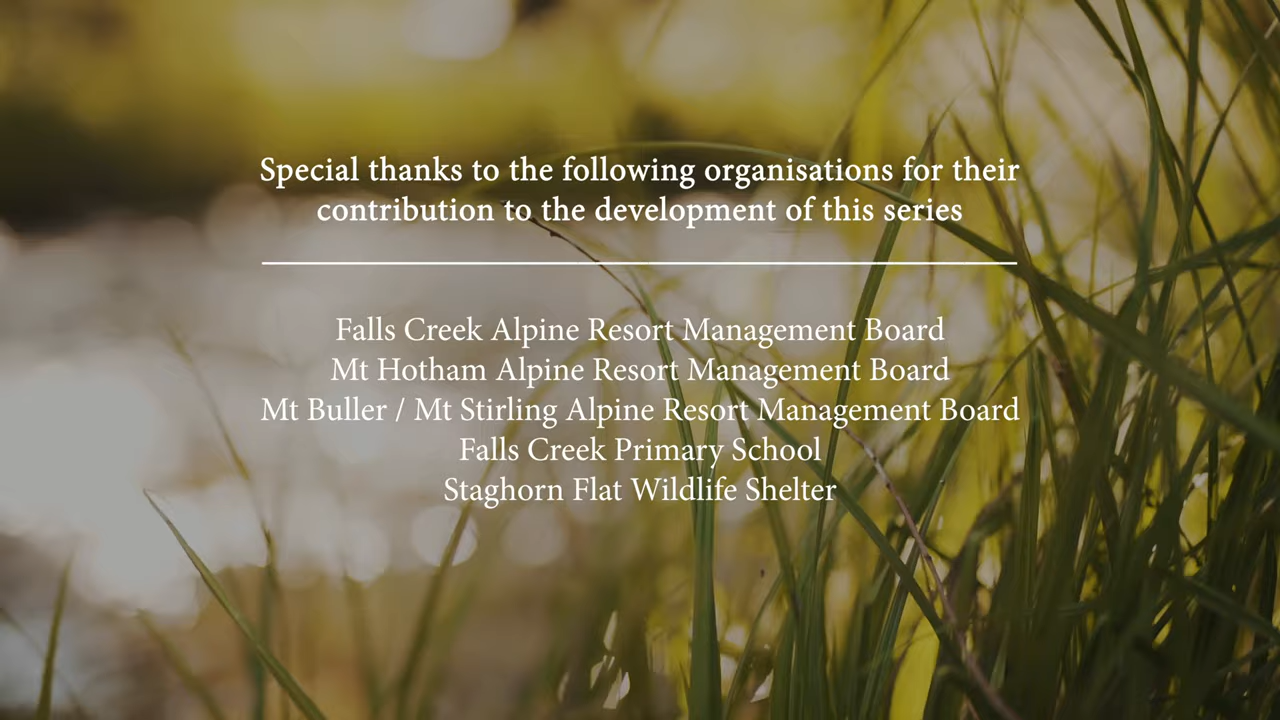 Special thanks to the following organisations for their
contribution to the development of this series
Falls Creek Alpine Resort Management Board
Mt Hotham Alpine Resort Management Board
Mt Buller / Mt Stirling Alpine Resort Management Board
Falls Creek Primary School
Staghorn Flat Wildlife Shelter